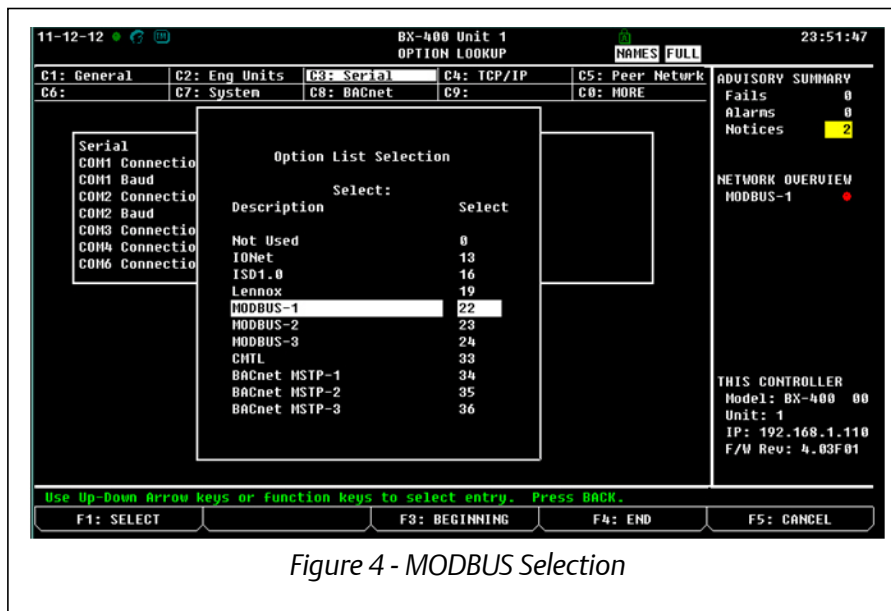 11-12-12 BX-400 Unit 1 23:51:47
OPTION LOOKUP NAMES FULL
C1: General C2: Eng Units C3: Serial C4: TCP/IP C5: Peer Netwrk
C6: C7: System C8: BACnet C9: C0: MORE
ADVISORY SUMMARY
Fails 0
Alarms 0
Notices 2
NETWORK OVERVIEW
MODBUS-1
Serial
COM1 Connectio
COM1 Baud
COM2 Connectio
COM2 Baud
COM3 Connectio
COM4 Connectio
COM6 Connectio
Option List Selection
Select:
Description Select
Not Used 0
IONet 13
ISD1.0 16
Lennox 19
MODBUS-1 22
MODBUS-2 23
MODBUS-3 24
CMTL 33
BACnet MSTP-1 34
BACnet MSTP-2 35
BACnet MSTP-3 36
THIS CONTROLLER
Model: BX-400 00
Unit: 1
IP: 192.168.1.110
F/W Rev: 4.03F01
Use Up-Down Arrow keys or function keys to select entry. Press BACK.
F1: SELECT F3: BEGINNING F4: END F5: CANCEL
Figure 4 - MODBUS Selection